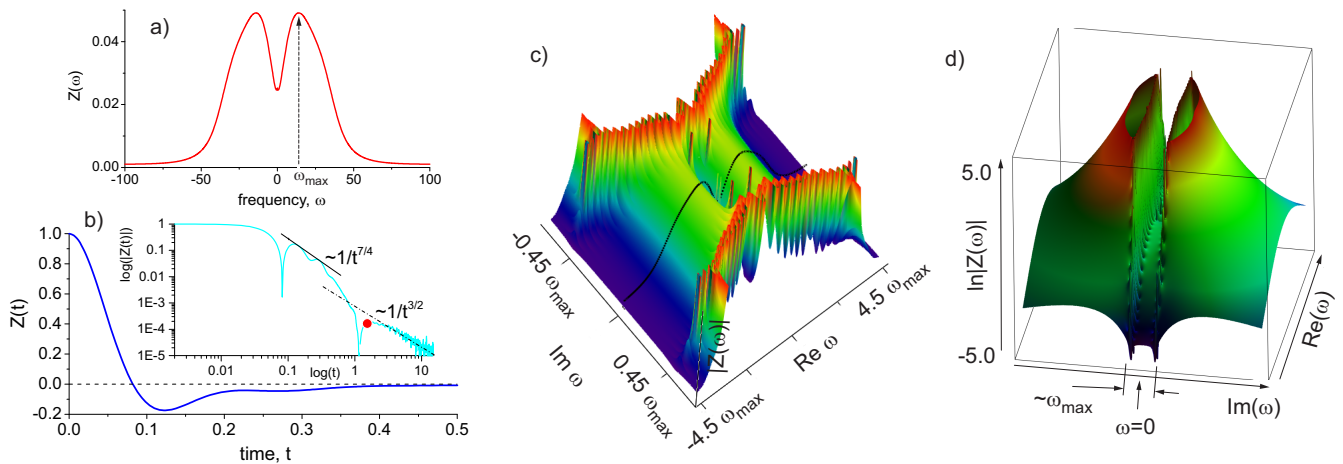 a)
Z(ω)
0.04
0.02
0.00
-100
-50
0
ω_max
50
100
frequency, ω
b)
Z(t)
1.0
0.8
0.6
0.4
0.2
0.0
-0.2
0.0
0.1
0.2
0.3
0.4
0.5
time, t
log(|Z(t)|)
1
0.1
0.01
1E-3
1E-4
1E-5
0.01
0.1
1
10
log(t)
~1/t^{7/4}
~1/t^{3/2}
c)
-0.45 ω_max
Im ω
0.45 ω_max
|Z(ω)|
-4.5 ω_max
Re ω
4.5 ω_max
d)
5.0
ln|Z(ω)|
-5.0
~ω_max
ω=0
Im(ω)
Re(ω)